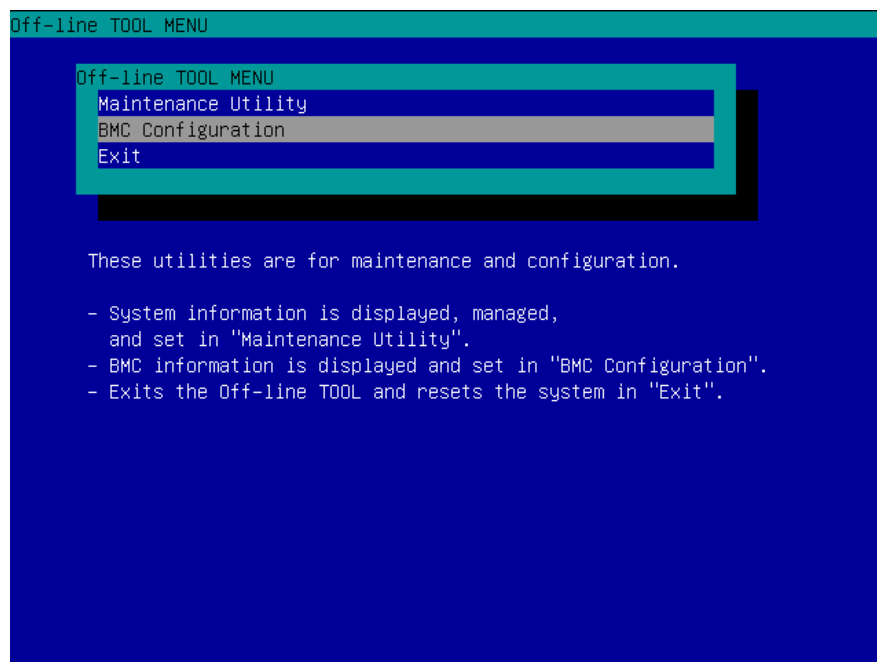 Off-line TOOL MENU
Off-line TOOL MENU
Maintenance Utility
BMC Configuration
Exit
These utilities are for maintenance and configuration.
- System information is displayed, managed,
and set in "Maintenance Utility".
- BMC information is displayed and set in "BMC Configuration".
- Exits the Off-line TOOL and resets the system in "Exit".